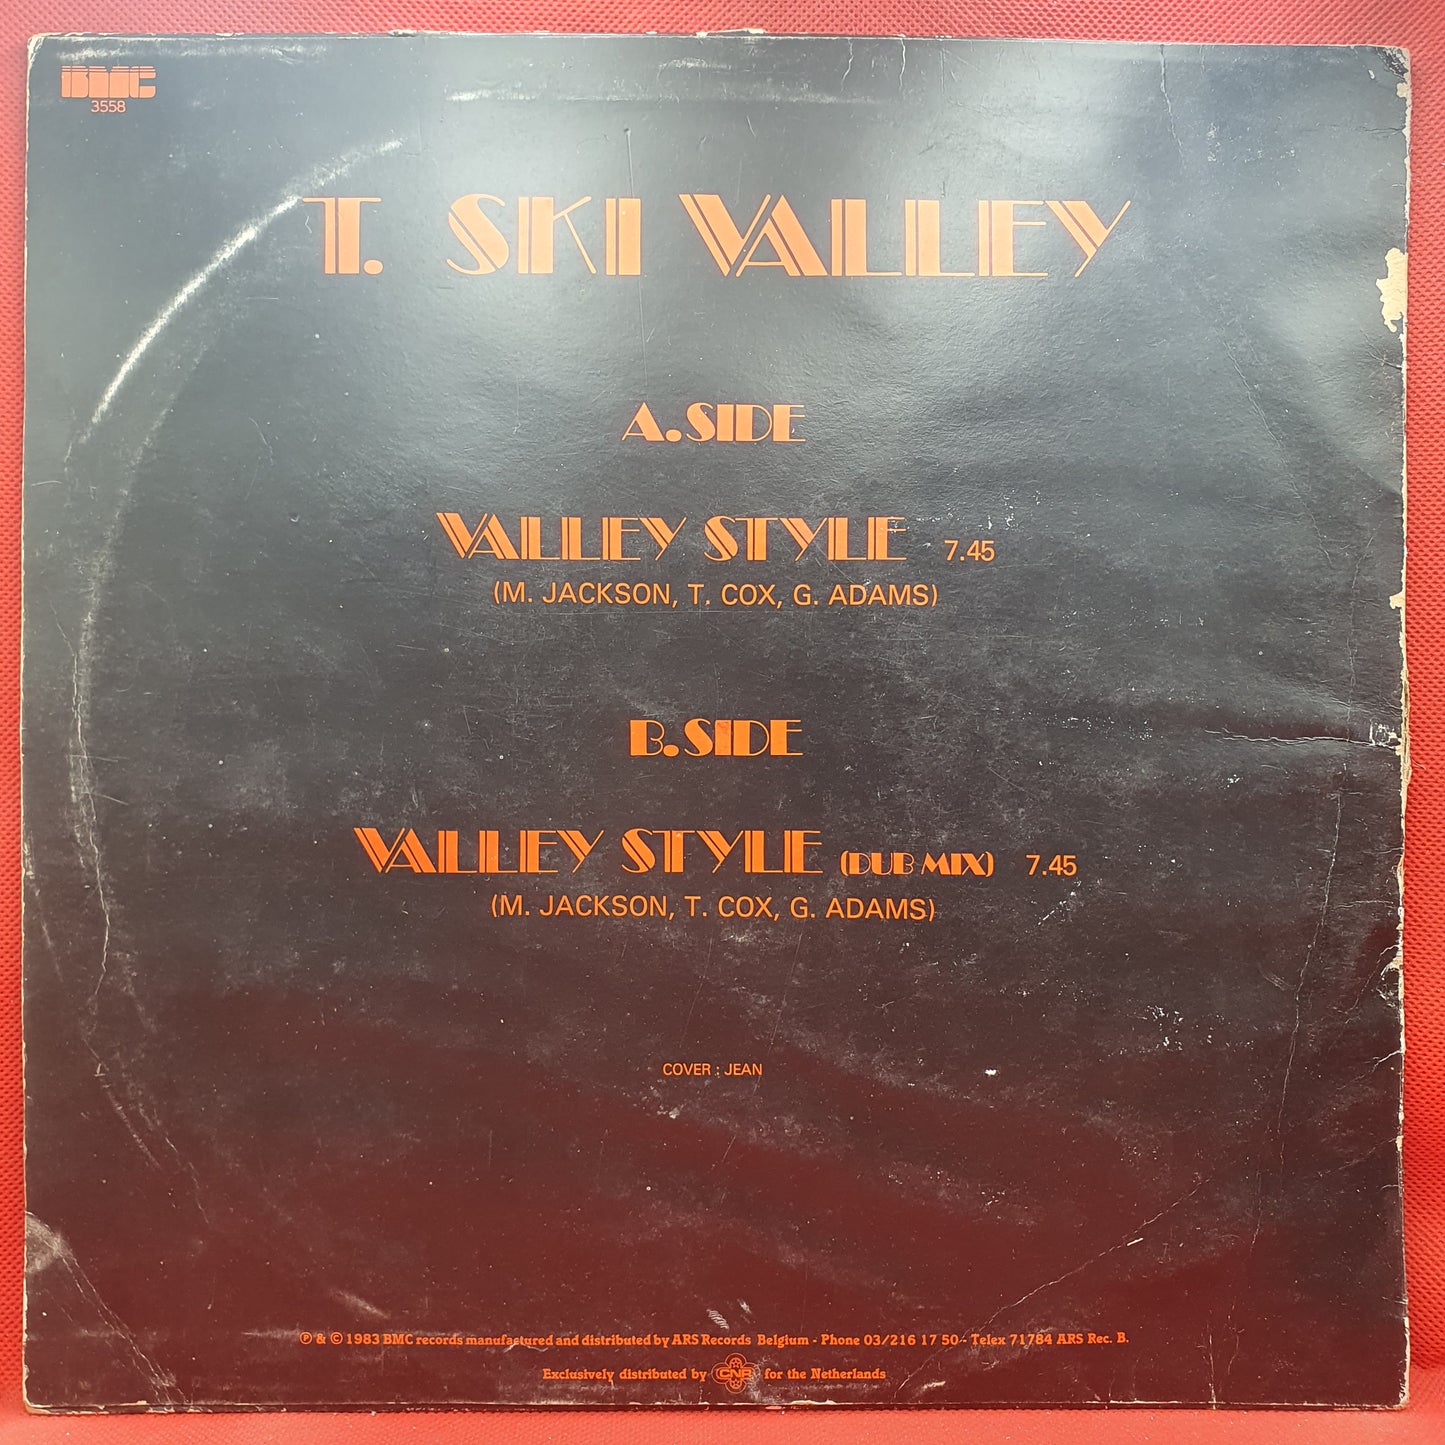 BMC
3558
T. SKI VALLEY
A.SIDE
VALLEY STYLE 7.45
(M. JACKSON, T. COX, G. ADAMS)
B.SIDE
VALLEY STYLE (DUB MIX) 7.45
(M. JACKSON, T. COX, G. ADAMS)
COVER : JEAN
℗ & © 1983 BMC records manufactured and distributed by ARS Records Belgium - Phone 03/216 17 50 - Telex 71784 ARS Rec. B.
Exclusively distributed by CNR for the Netherlands